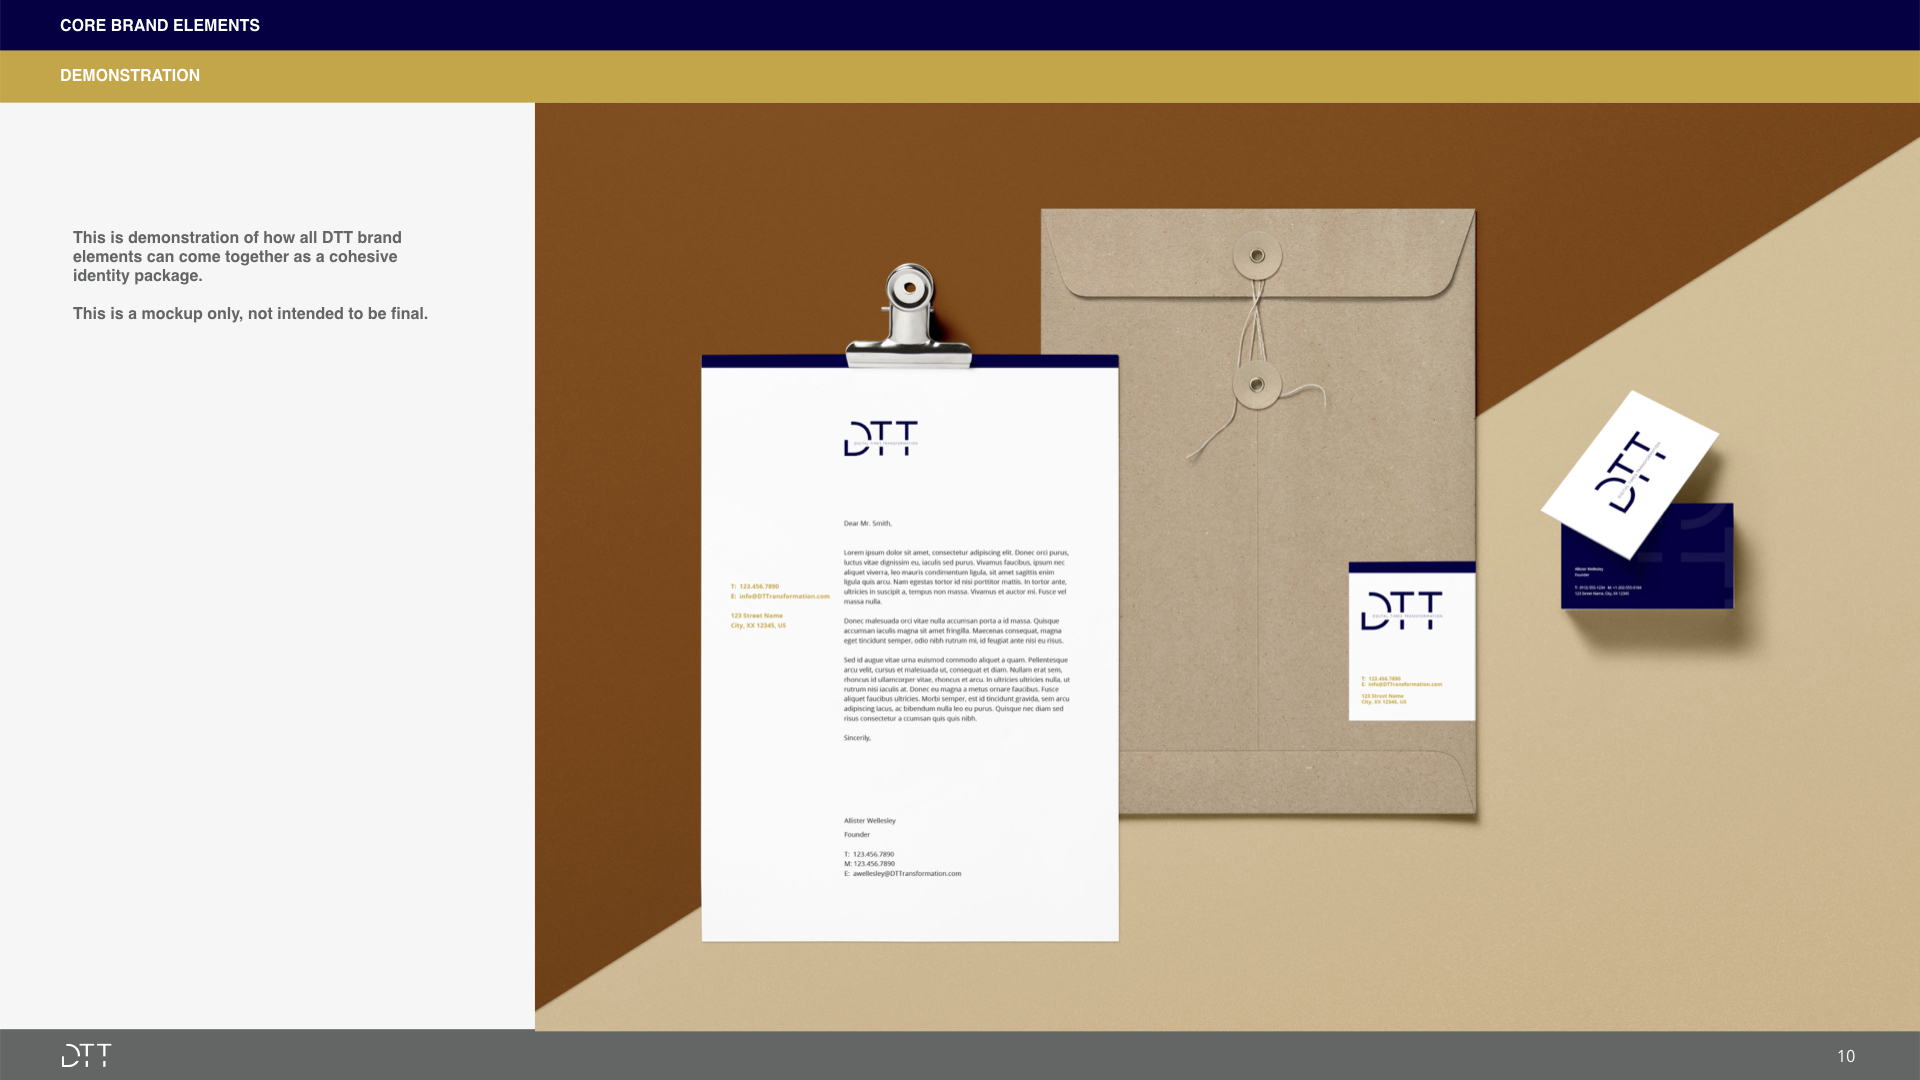 CORE BRAND ELEMENTS
DEMONSTRATION
This is demonstration of how all DTT brand
elements can come together as a cohesive
identity package.
This is a mockup only, not intended to be final.
DTT
Dear Mr. Smith,
Lorem ipsum dolor sit amet, consectetur adipiscing elit. Donec orci purus,
luctus vitae dignissim eu, iaculis sed purus. Vivamus faucibus, ipsum nec
aliquet viverra, leo mauris condimentum ligula, sit amet sagittis enim
ligula quis arcu. Nam egestas tortor id nisi porttitor mattis. In tortor ante,
ultricies in suscipit a, tempus non massa. Vivamus et auctor mi. Fusce vel
massa nulla.
T: 123.456.7890
E: info@DTTransformation.com
123 Street Name
City, XX 12345, US
Donec malesuada orci vitae nulla accumsan porta a id massa. Quisque
accumsan iaculis magna sit amet fringilla. Maecenas consequat, magna
eget tincidunt semper, odio nibh rutrum mi, id feugiat ante nisi eu risus.
Sed id augue vitae urna euismod commodo aliquet a quam. Pellentesque
arcu velit, cursus et malesuada ut, consequat et diam. Nullam erat sem,
rhoncus id ullamcorper vitae, rhoncus et arcu. In ultricies ultricies nulla, ut
rutrum nisi iaculis at. Donec eu magna a metus ornare faucibus. Fusce
aliquet faucibus ultricies. Morbi semper, est id tincidunt gravida, sem arcu
adipiscing lacus, ac bibendum nulla leo eu purus. Quisque nec diam sed
risus consectetur a ccumsan quis quis nibh.
Sincerily,
Allister Wellesley
Founder
T: 123.456.7890
M: 123.456.7890
E: awellesley@DTTransformation.com
DTT
T: 123.456.7890
E: info@DTTransformation.com
123 Street Name
City, XX 12345, US
DTT
Allister Wellesley
Founder
123 Street Name, City, XX 12345
DTT
10